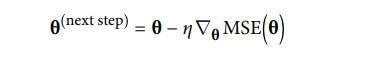 θ^(next step) = θ − η ∇_θ MSE(θ)